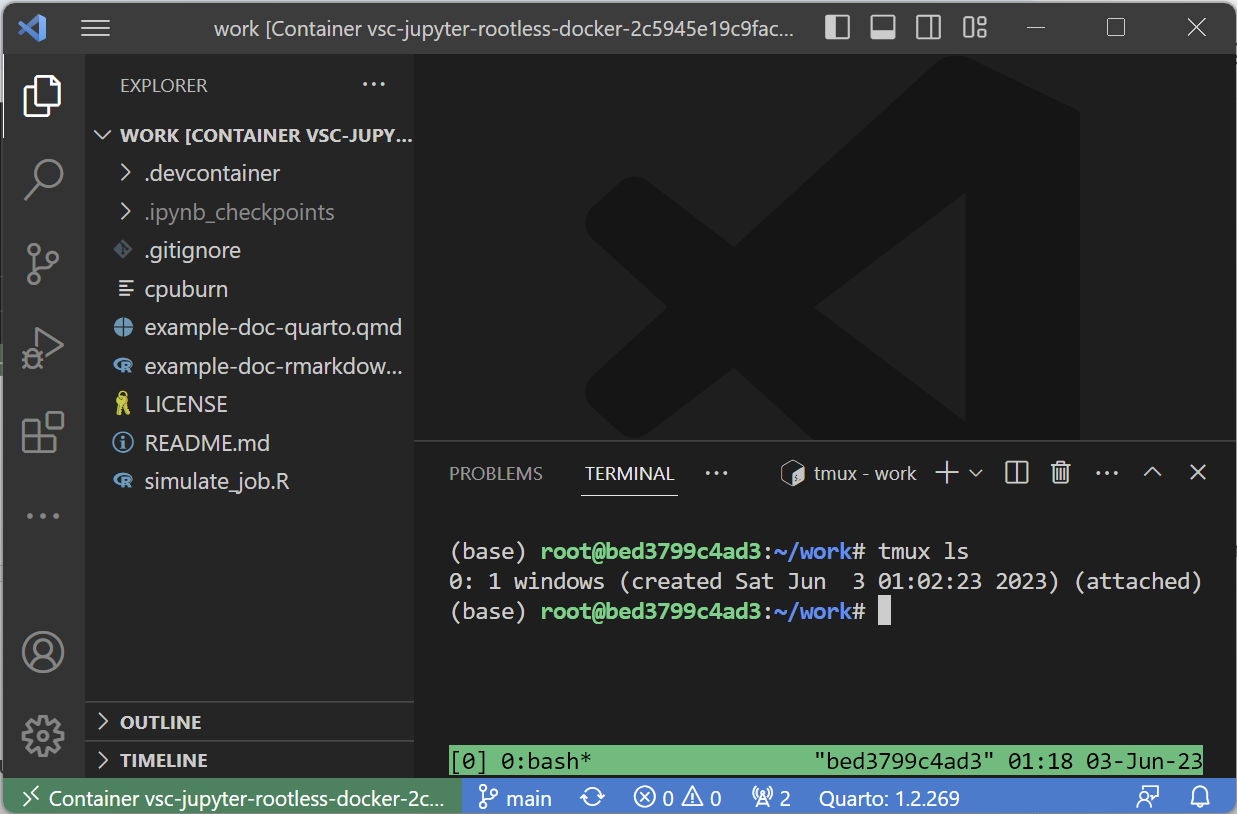 work [Container vsc-jupyter-rootless-docker-2c5945e19c9fac...
EXPLORER
WORK [CONTAINER VSC-JUPY...
.devcontainer
.ipynb_checkpoints
.gitignore
cpuburn
example-doc-quarto.qmd
example-doc-rmarkdow...
LICENSE
README.md
simulate_job.R
OUTLINE
TIMELINE
PROBLEMS TERMINAL ... tmux - work
(base) root@bed3799c4ad3:~/work# tmux ls
0: 1 windows (created Sat Jun  3 01:02:23 2023) (attached)
(base) root@bed3799c4ad3:~/work#
[0] 0:bash* "bed3799c4ad3" 01:18 03-Jun-23
Container vsc-jupyter-rootless-docker-2c... main 0 0 2 Quarto: 1.2.269